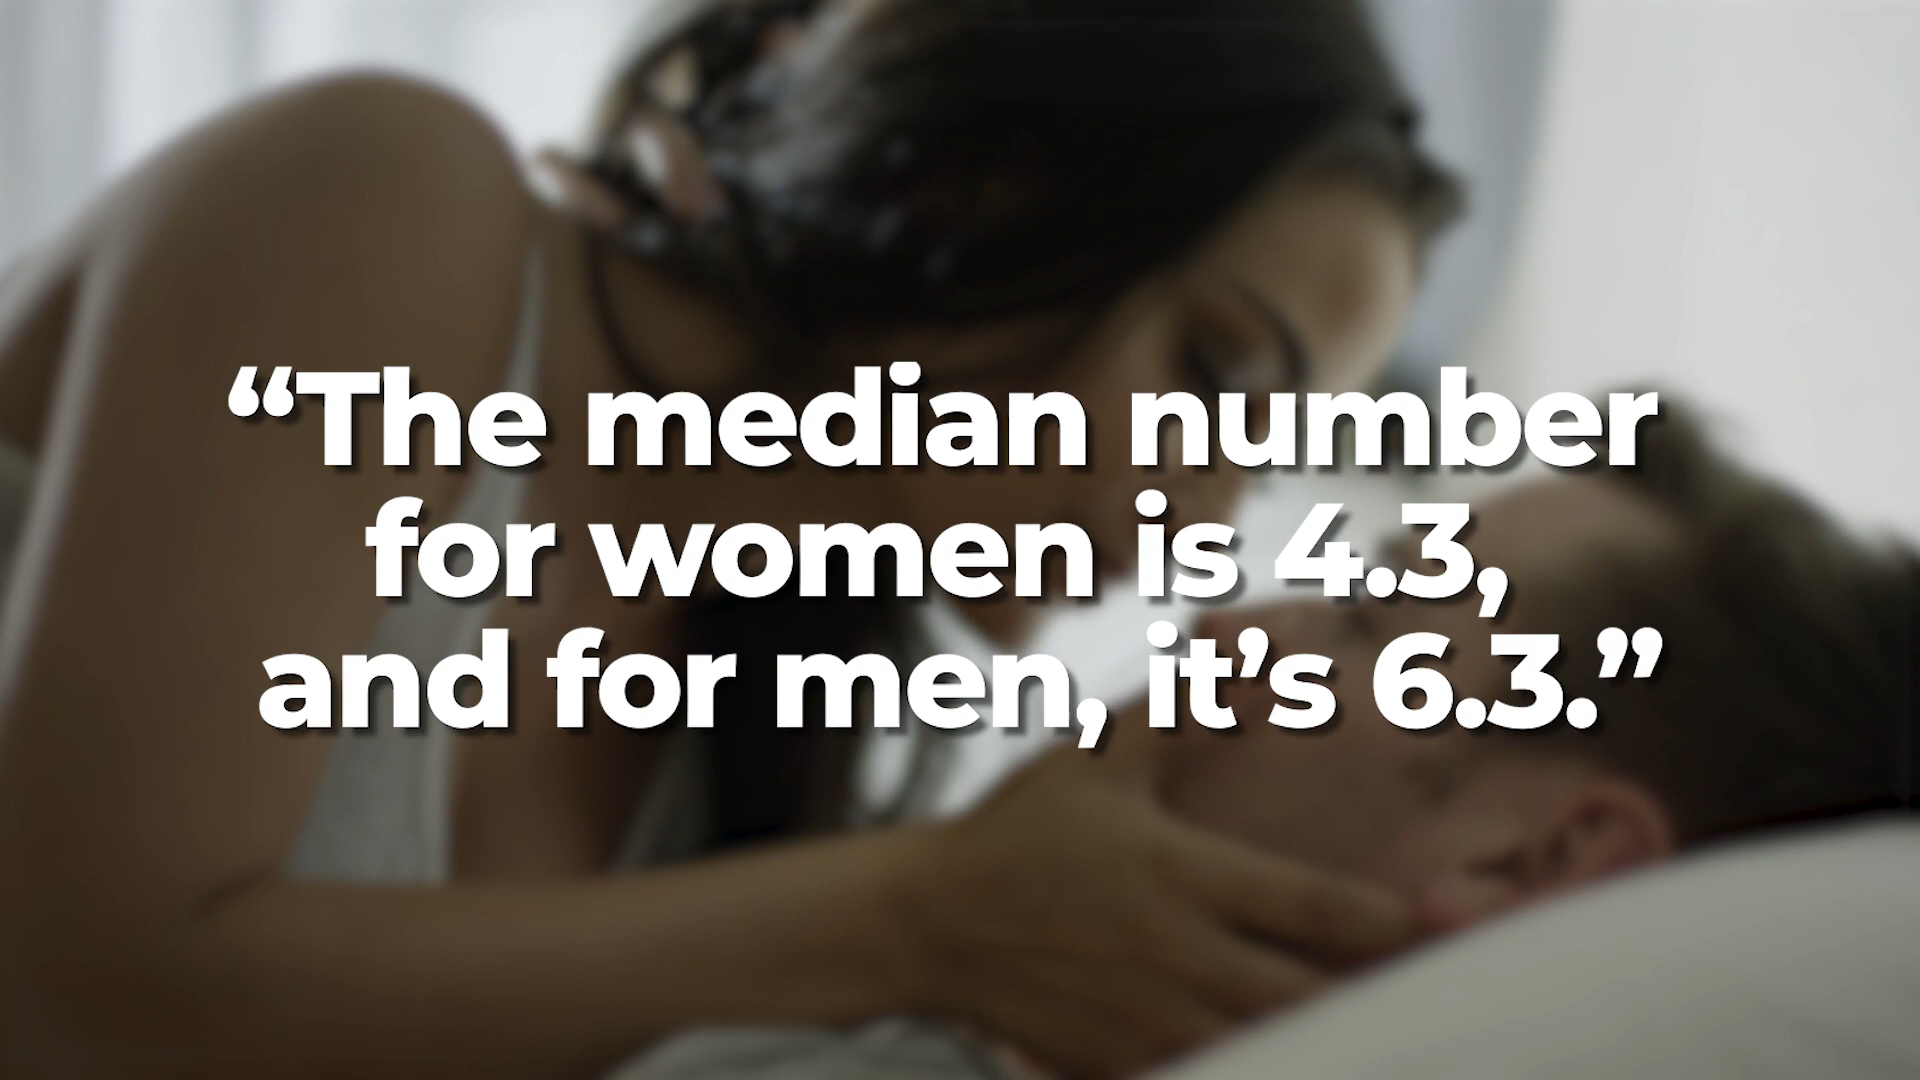 “The median number
for women is 4.3,
and for men, it’s 6.3.”